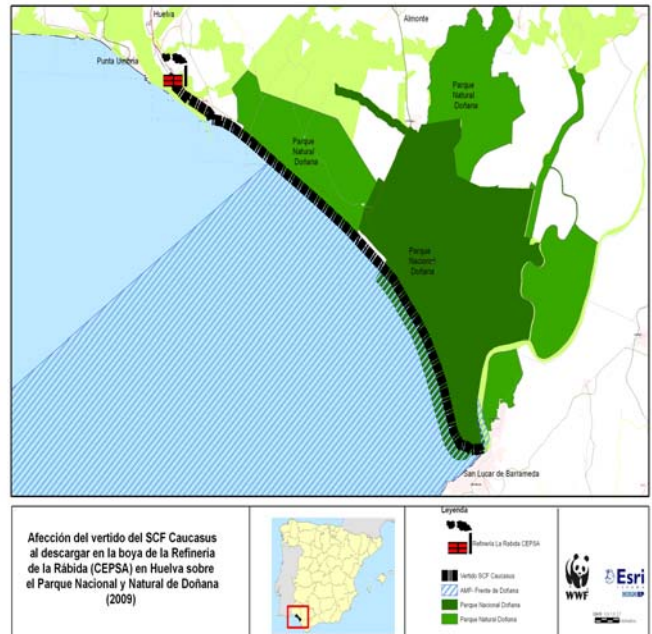 Huelva
Almonte
Punta Umbria
Parque
Natural
Doñana
Parque
Natural
Doñana
Parque
Nacional
Doñana
San Lucar de Barrameda
Afección del vertido del SCF Caucasus
al descargar en la boya de la Refinería
de la Rábida (CEPSA) en Huelva sobre
el Parque Nacional y Natural de Doñana
(2009)
Leyenda
Refinería La Rábida CEPSA
Vertido SCF Caucasus
AMP- Frente de Doñana
Parque Nacional Doñana
Parque Natural Doñana
WWF
Esri